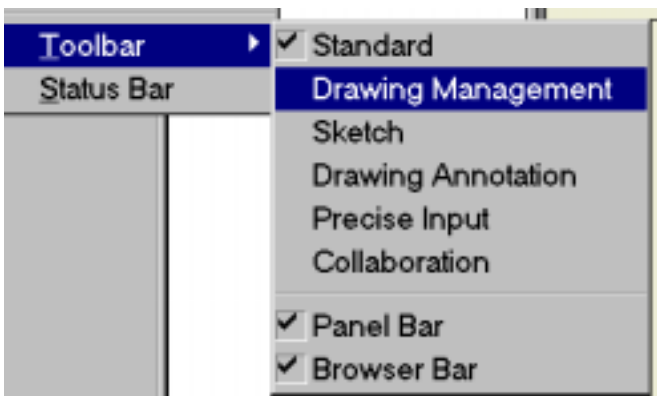 Toolbar
Status Bar
Standard
Drawing Management
Sketch
Drawing Annotation
Precise Input
Collaboration
Panel Bar
Browser Bar